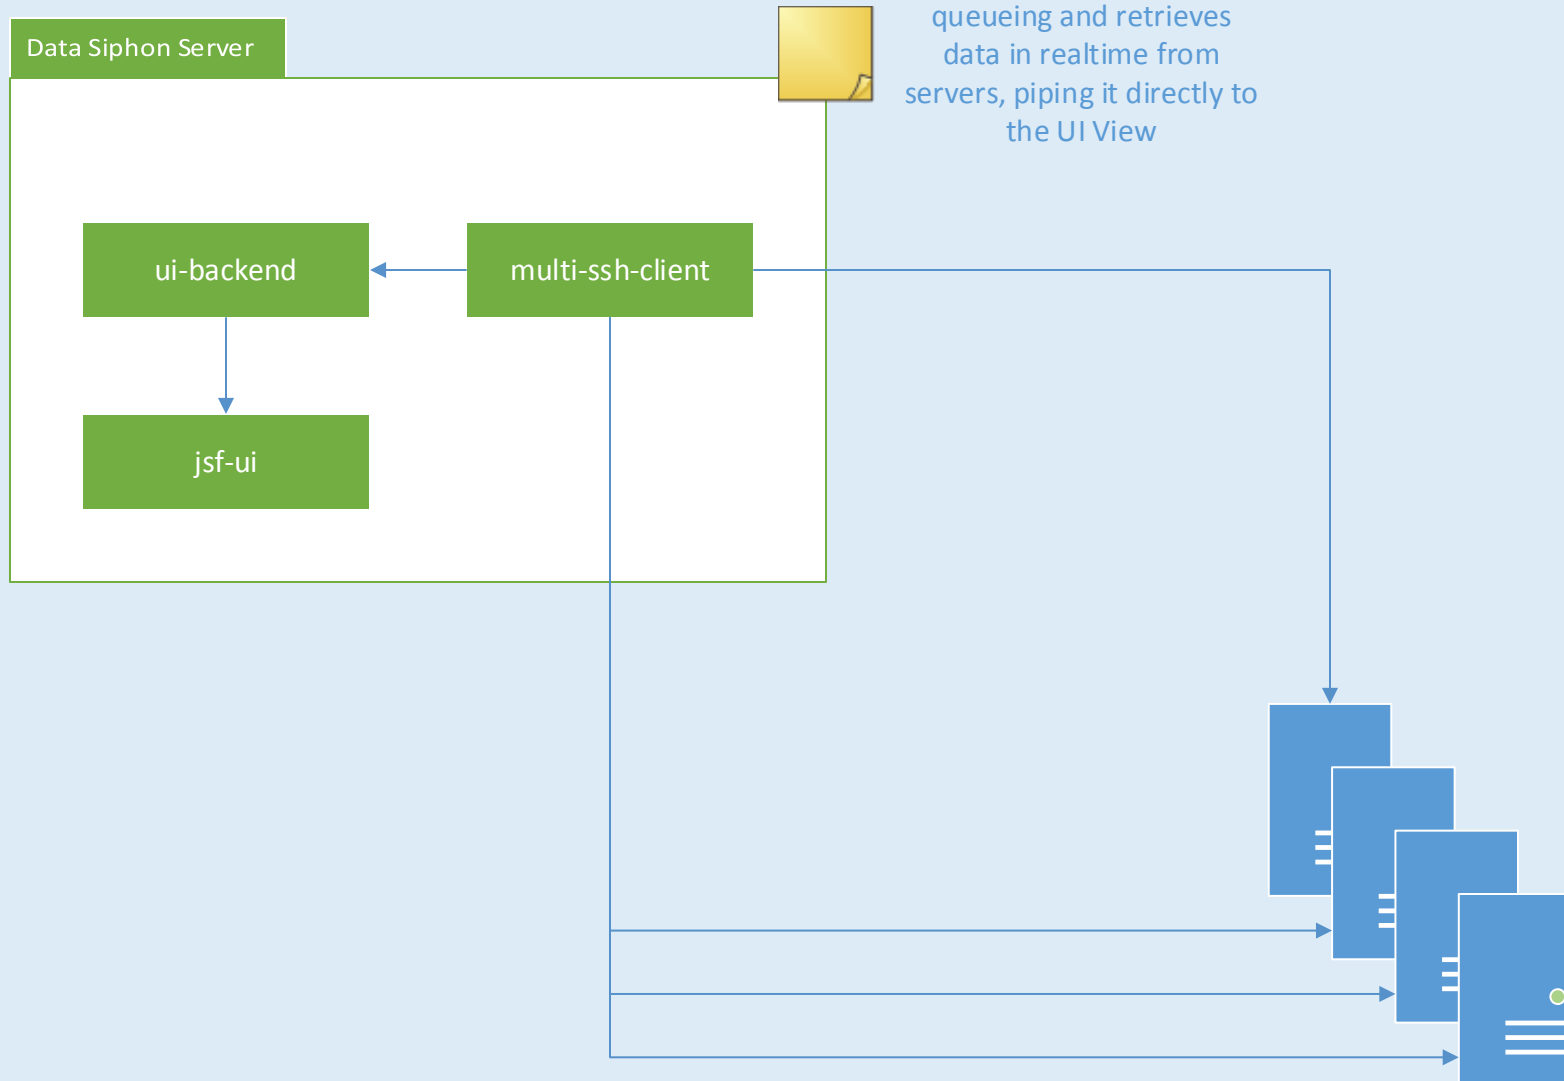 Data Siphon Server
queueing and retrieves
data in realtime from
servers, piping it directly to
the UI View
ui-backend
multi-ssh-client
jsf-ui